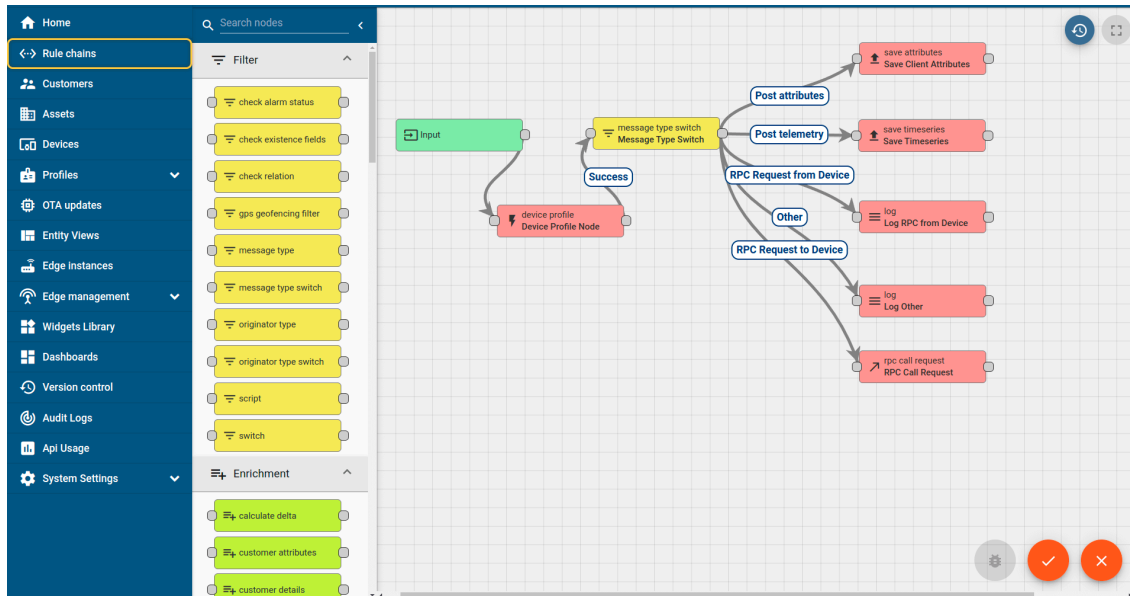 Home
Rule chains
Customers
Assets
Devices
Profiles
OTA updates
Entity Views
Edge instances
Edge management
Widgets Library
Dashboards
Version control
Audit Logs
Api Usage
System Settings
Search nodes
Filter
check alarm status
check existence fields
check relation
gps geofencing filter
message type
message type switch
originator type
originator type switch
script
switch
Enrichment
calculate delta
customer attributes
customer details
Input
device profile
Device Profile Node
Success
message type switch
Message Type Switch
Post attributes
Post telemetry
RPC Request from Device
Other
RPC Request to Device
save attributes
Save Client Attributes
save timeseries
Save Timeseries
log
Log RPC from Device
log
Log Other
rpc call request
RPC Call Request